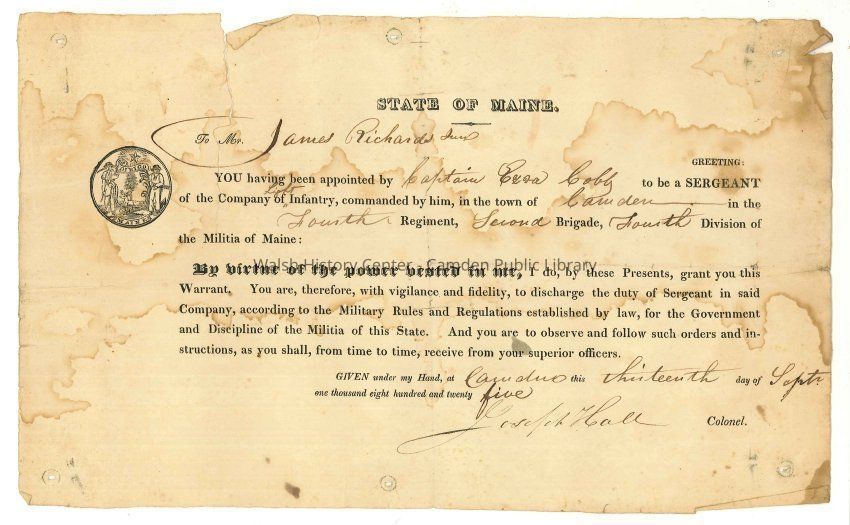 STATE OF MAINE.
To Mr. James Richards Junr
GREETING:
YOU having been appointed by Captain Ezra Cobb to be a SERGEANT
of the Company of Light Infantry, commanded by him, in the town of Camden in the
Fourth Regiment, Second Brigade, Fourth Division of
the Militia of Maine:
Walsh History Center - Camden Public Library
By virtue of the power vested in me, I do, by these Presents, grant you this
Warrant. You are, therefore, with vigilance and fidelity, to discharge the duty of Sergeant in said
Company, according to the Military Rules and Regulations established by law, for the Government
and Discipline of the Militia of this State. And you are to observe and follow such orders and in-
structions, as you shall, from time to time, receive from your superior officers.
GIVEN under my Hand, at Camden this thirteenth day of Septr
one thousand eight hundred and twenty five
Joseph Hall Colonel.